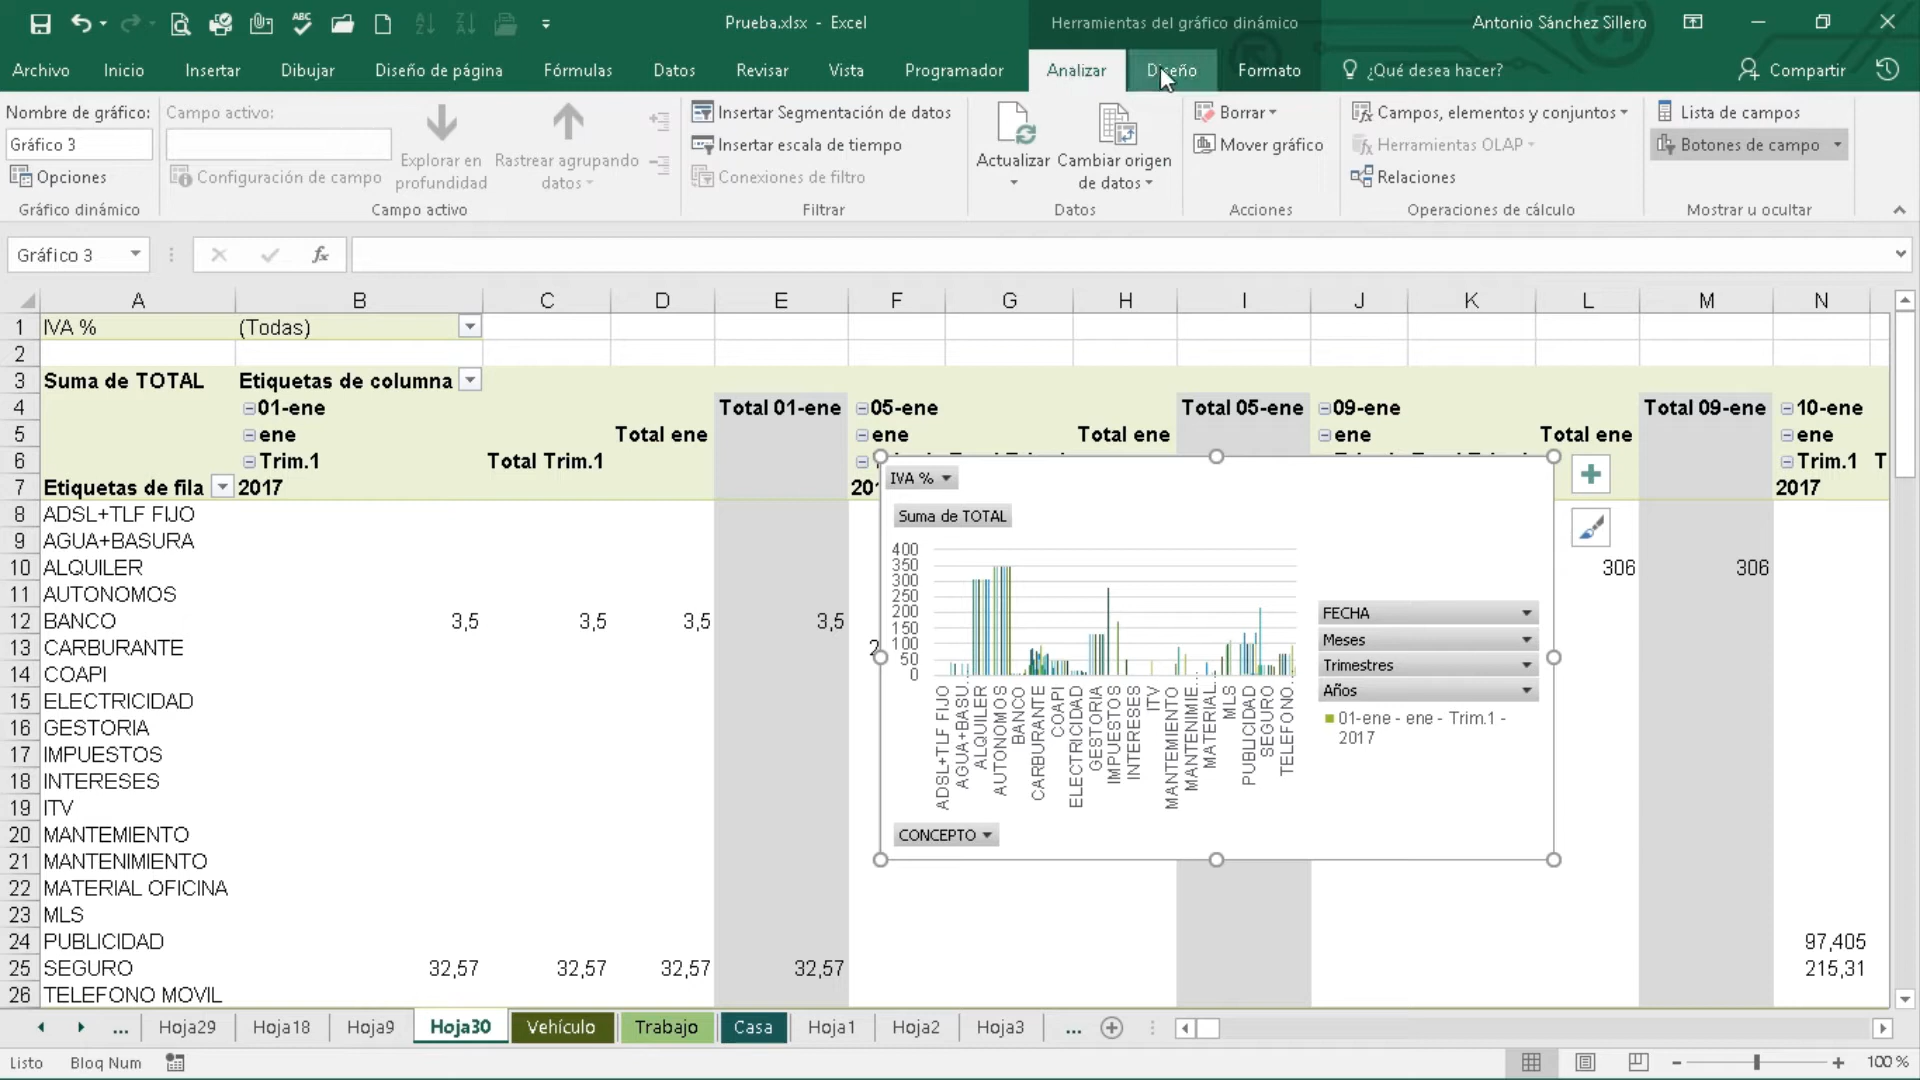 Prueba.xlsx - Excel
Herramientas del gráfico dinámico
Antonio Sánchez Sillero
Archivo Inicio Insertar Dibujar Diseño de página Fórmulas Datos Revisar Vista Programador Analizar Diseño Formato ¿Qué desea hacer? Compartir
Nombre de gráfico:
Gráfico 3
Opciones
Gráfico dinámico
Campo activo:
Configuración de campo
Explorar en profundidad
Rastrear agrupando datos
Campo activo
Insertar Segmentación de datos
Insertar escala de tiempo
Conexiones de filtro
Filtrar
Actualizar
Cambiar origen de datos
Datos
Borrar
Mover gráfico
Acciones
Campos, elementos y conjuntos
Herramientas OLAP
Relaciones
Operaciones de cálculo
Lista de campos
Botones de campo
Mostrar u ocultar
Gráfico 3
fx
A B C D E F G H I J K L M N
1 IVA % (Todas)
2
3 Suma de TOTAL Etiquetas de columna
4 01-ene Total 01-ene 05-ene Total 05-ene 09-ene Total 09-ene 10-ene
5 ene Total ene ene Total ene ene Total ene ene
6 Trim.1 Total Trim.1 Trim.1 T
7 Etiquetas de fila 2017 20 2017
8 ADSL+TLF FIJO
9 AGUA+BASURA
10 ALQUILER 306 306
11 AUTONOMOS
12 BANCO 3,5 3,5 3,5 3,5
13 CARBURANTE 2
14 COAPI
15 ELECTRICIDAD
16 GESTORIA
17 IMPUESTOS
18 INTERESES
19 ITV
20 MANTEMIENTO
21 MANTENIMIENTO
22 MATERIAL OFICINA
23 MLS
24 PUBLICIDAD 97,405
25 SEGURO 32,57 32,57 32,57 32,57 215,31
26 TELEFONO MOVIL
IVA %
Suma de TOTAL
400
350
300
250
200
150
100
50
0
ADSL+TLF FIJO
AGUA+BASU...
ALQUILER
AUTONOMOS
BANCO
CARBURANTE
COAPI
ELECTRICIDAD
GESTORIA
IMPUESTOS
INTERESES
ITV
MANTEMIENTO
MANTENIMIE...
MATERIAL...
MLS
PUBLICIDAD
SEGURO
TELEFONO...
CONCEPTO
FECHA
Meses
Trimestres
Años
01-ene - ene - Trim.1 -
2017
... Hoja29 Hoja18 Hoja9 Hoja30 Vehículo Trabajo Casa Hoja1 Hoja2 Hoja3 ...
Listo Bloq Num 100 %